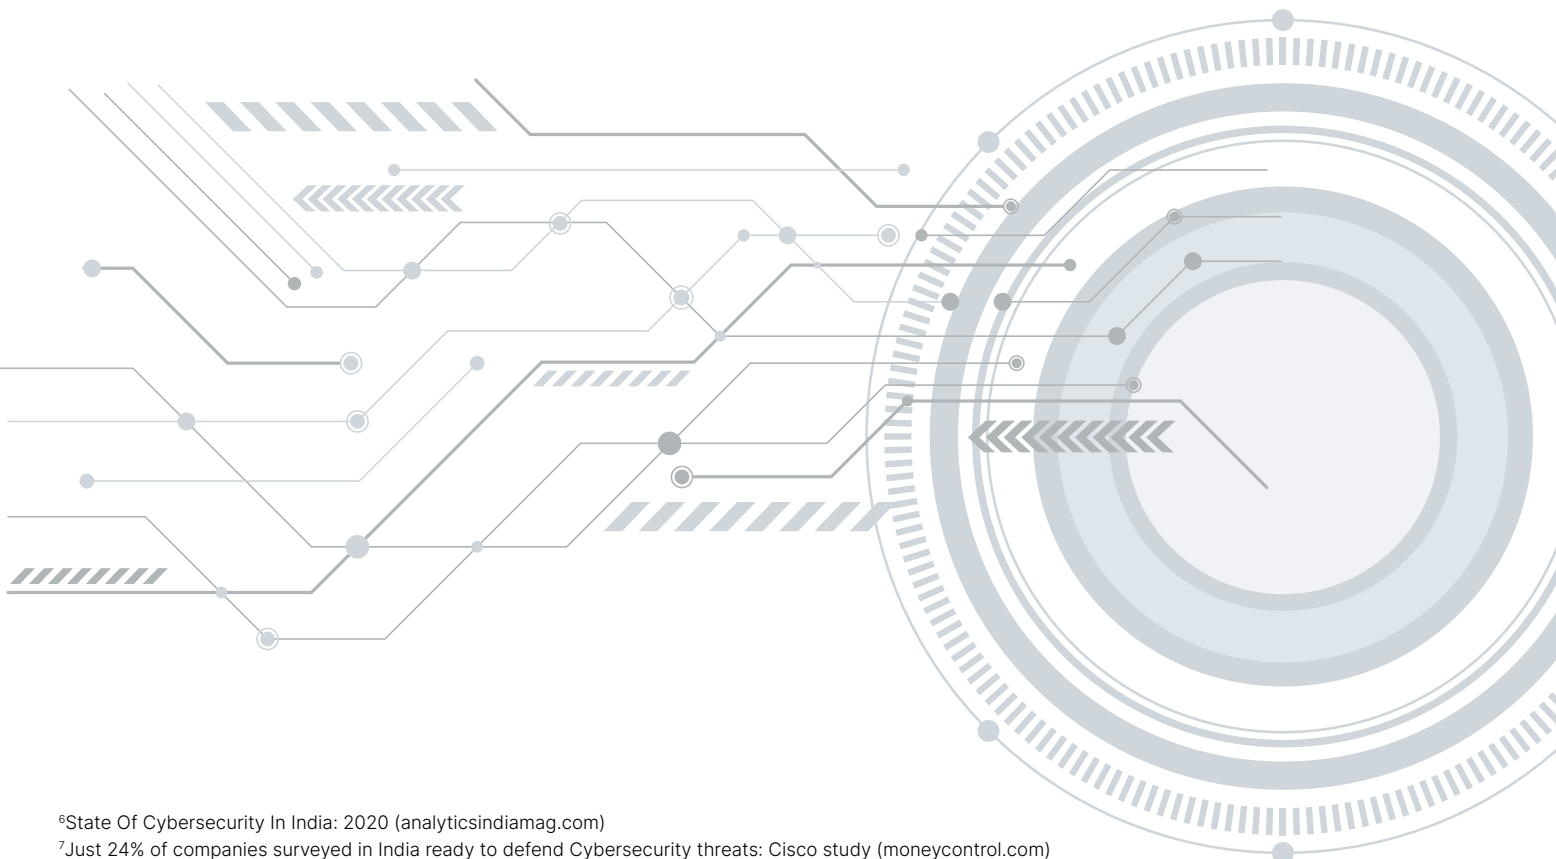 ⁶State Of Cybersecurity In India: 2020 (analyticsindiamag.com)
⁷Just 24% of companies surveyed in India ready to defend Cybersecurity threats: Cisco study (moneycontrol.com)